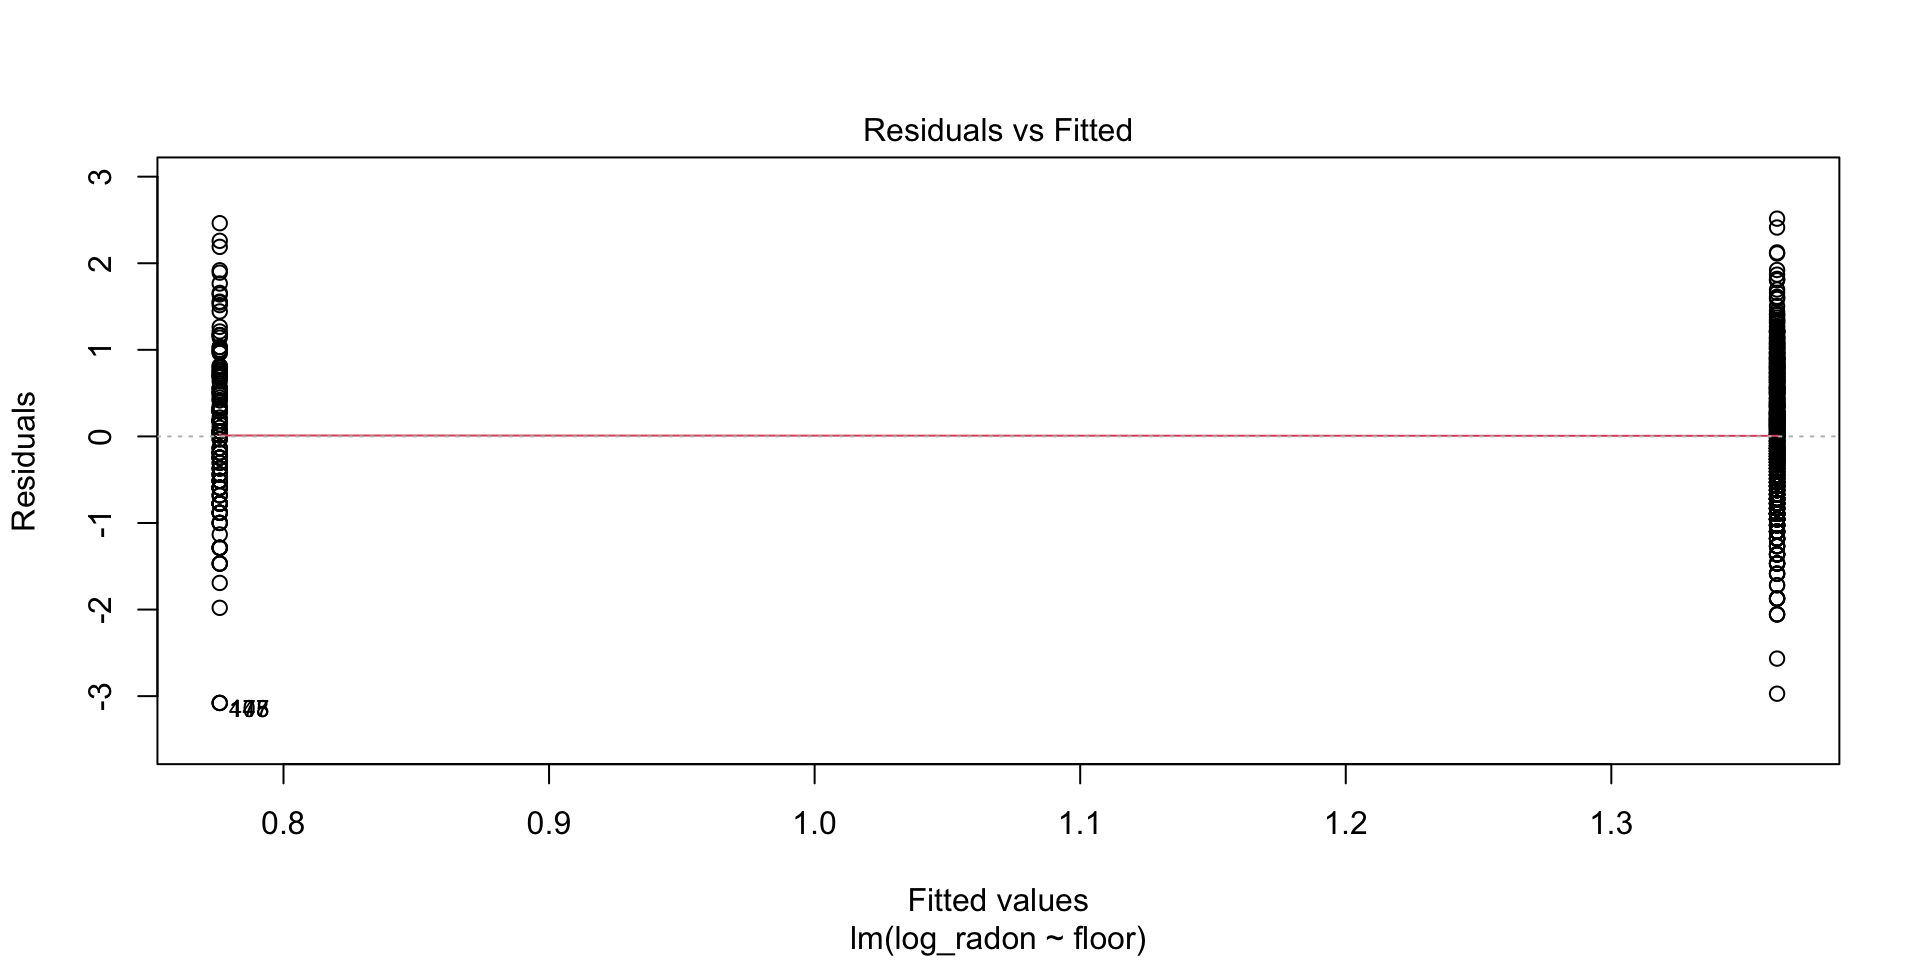 Residuals vs Fitted
3
2
1
0
-1
-2
-3
Residuals
0.8 0.9 1.0 1.1 1.2 1.3
Fitted values
lm(log_radon ~ floor)